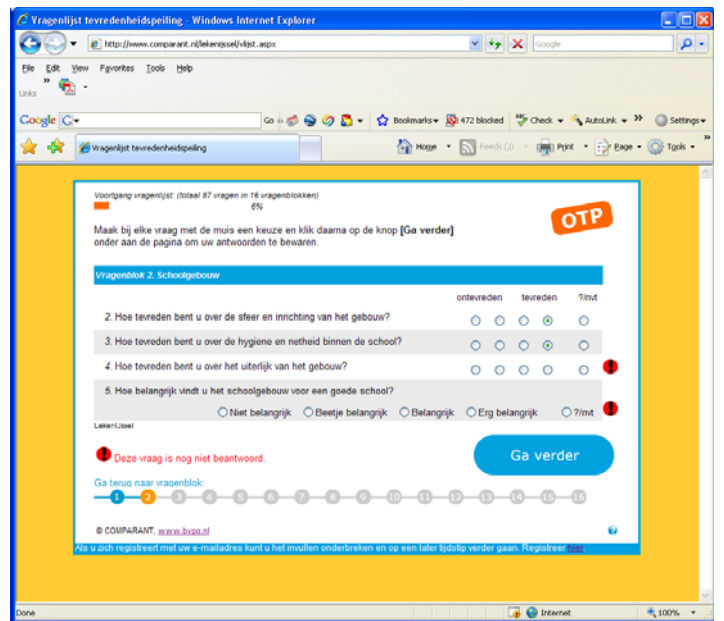 Vragenlijst tevredenheidspeiling - Windows Internet Explorer
http://www.comparant.nl/lekenijssel/vlijst.aspx
Google
File Edit View Favorites Tools Help
Links »
Google G
Go
Bookmarks
472 blocked
Check
AutoLink
»
Settings
Vragenlijst tevredenheidspeiling
Home
Feeds (2)
Print
Page
Tools
»
Voortgang vragenlijst: (totaal 87 vragen in 16 vragenblokken)
6%
OTP
Maak bij elke vraag met de muis een keuze en klik daarna op de knop [Ga verder]
onder aan de pagina om uw antwoorden te bewaren.
Vragenblok 2. Schoolgebouw
ontevreden tevreden ?/nvt
2. Hoe tevreden bent u over de sfeer en inrichting van het gebouw?
3. Hoe tevreden bent u over de hygiene en netheid binnen de school?
4. Hoe tevreden bent u over het uiterlijk van het gebouw?
5. Hoe belangrijk vindt u het schoolgebouw voor een goede school?
Niet belangrijk Beetje belangrijk Belangrijk Erg belangrijk ?/nvt
LekenIJssel
Deze vraag is nog niet beantwoord.
Ga verder
Ga terug naar vragenblok:
1 2 3 4 5 6 7 8 9 10 11 12 13 14 15 16
© COMPARANT, www.bvpo.nl
?
Als u zich registreert met uw e-mailadres kunt u het invullen onderbreken en op een later tijdstip verder gaan. Registreer hier.
Done
Internet
100%